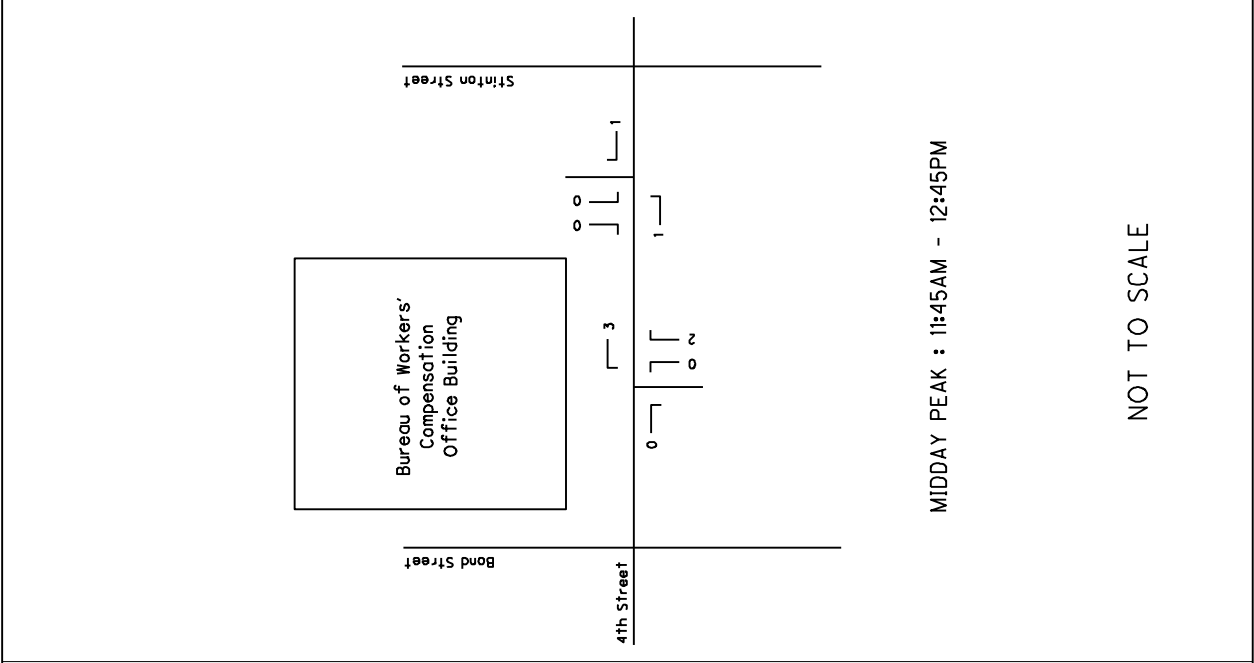 Stinton Street
1
0
0
1
Bureau of Workers'
Compensation
Office Building
3
2
0
0
Bond Street
4th Street
MIDDAY PEAK : 11:45AM - 12:45PM
NOT TO SCALE